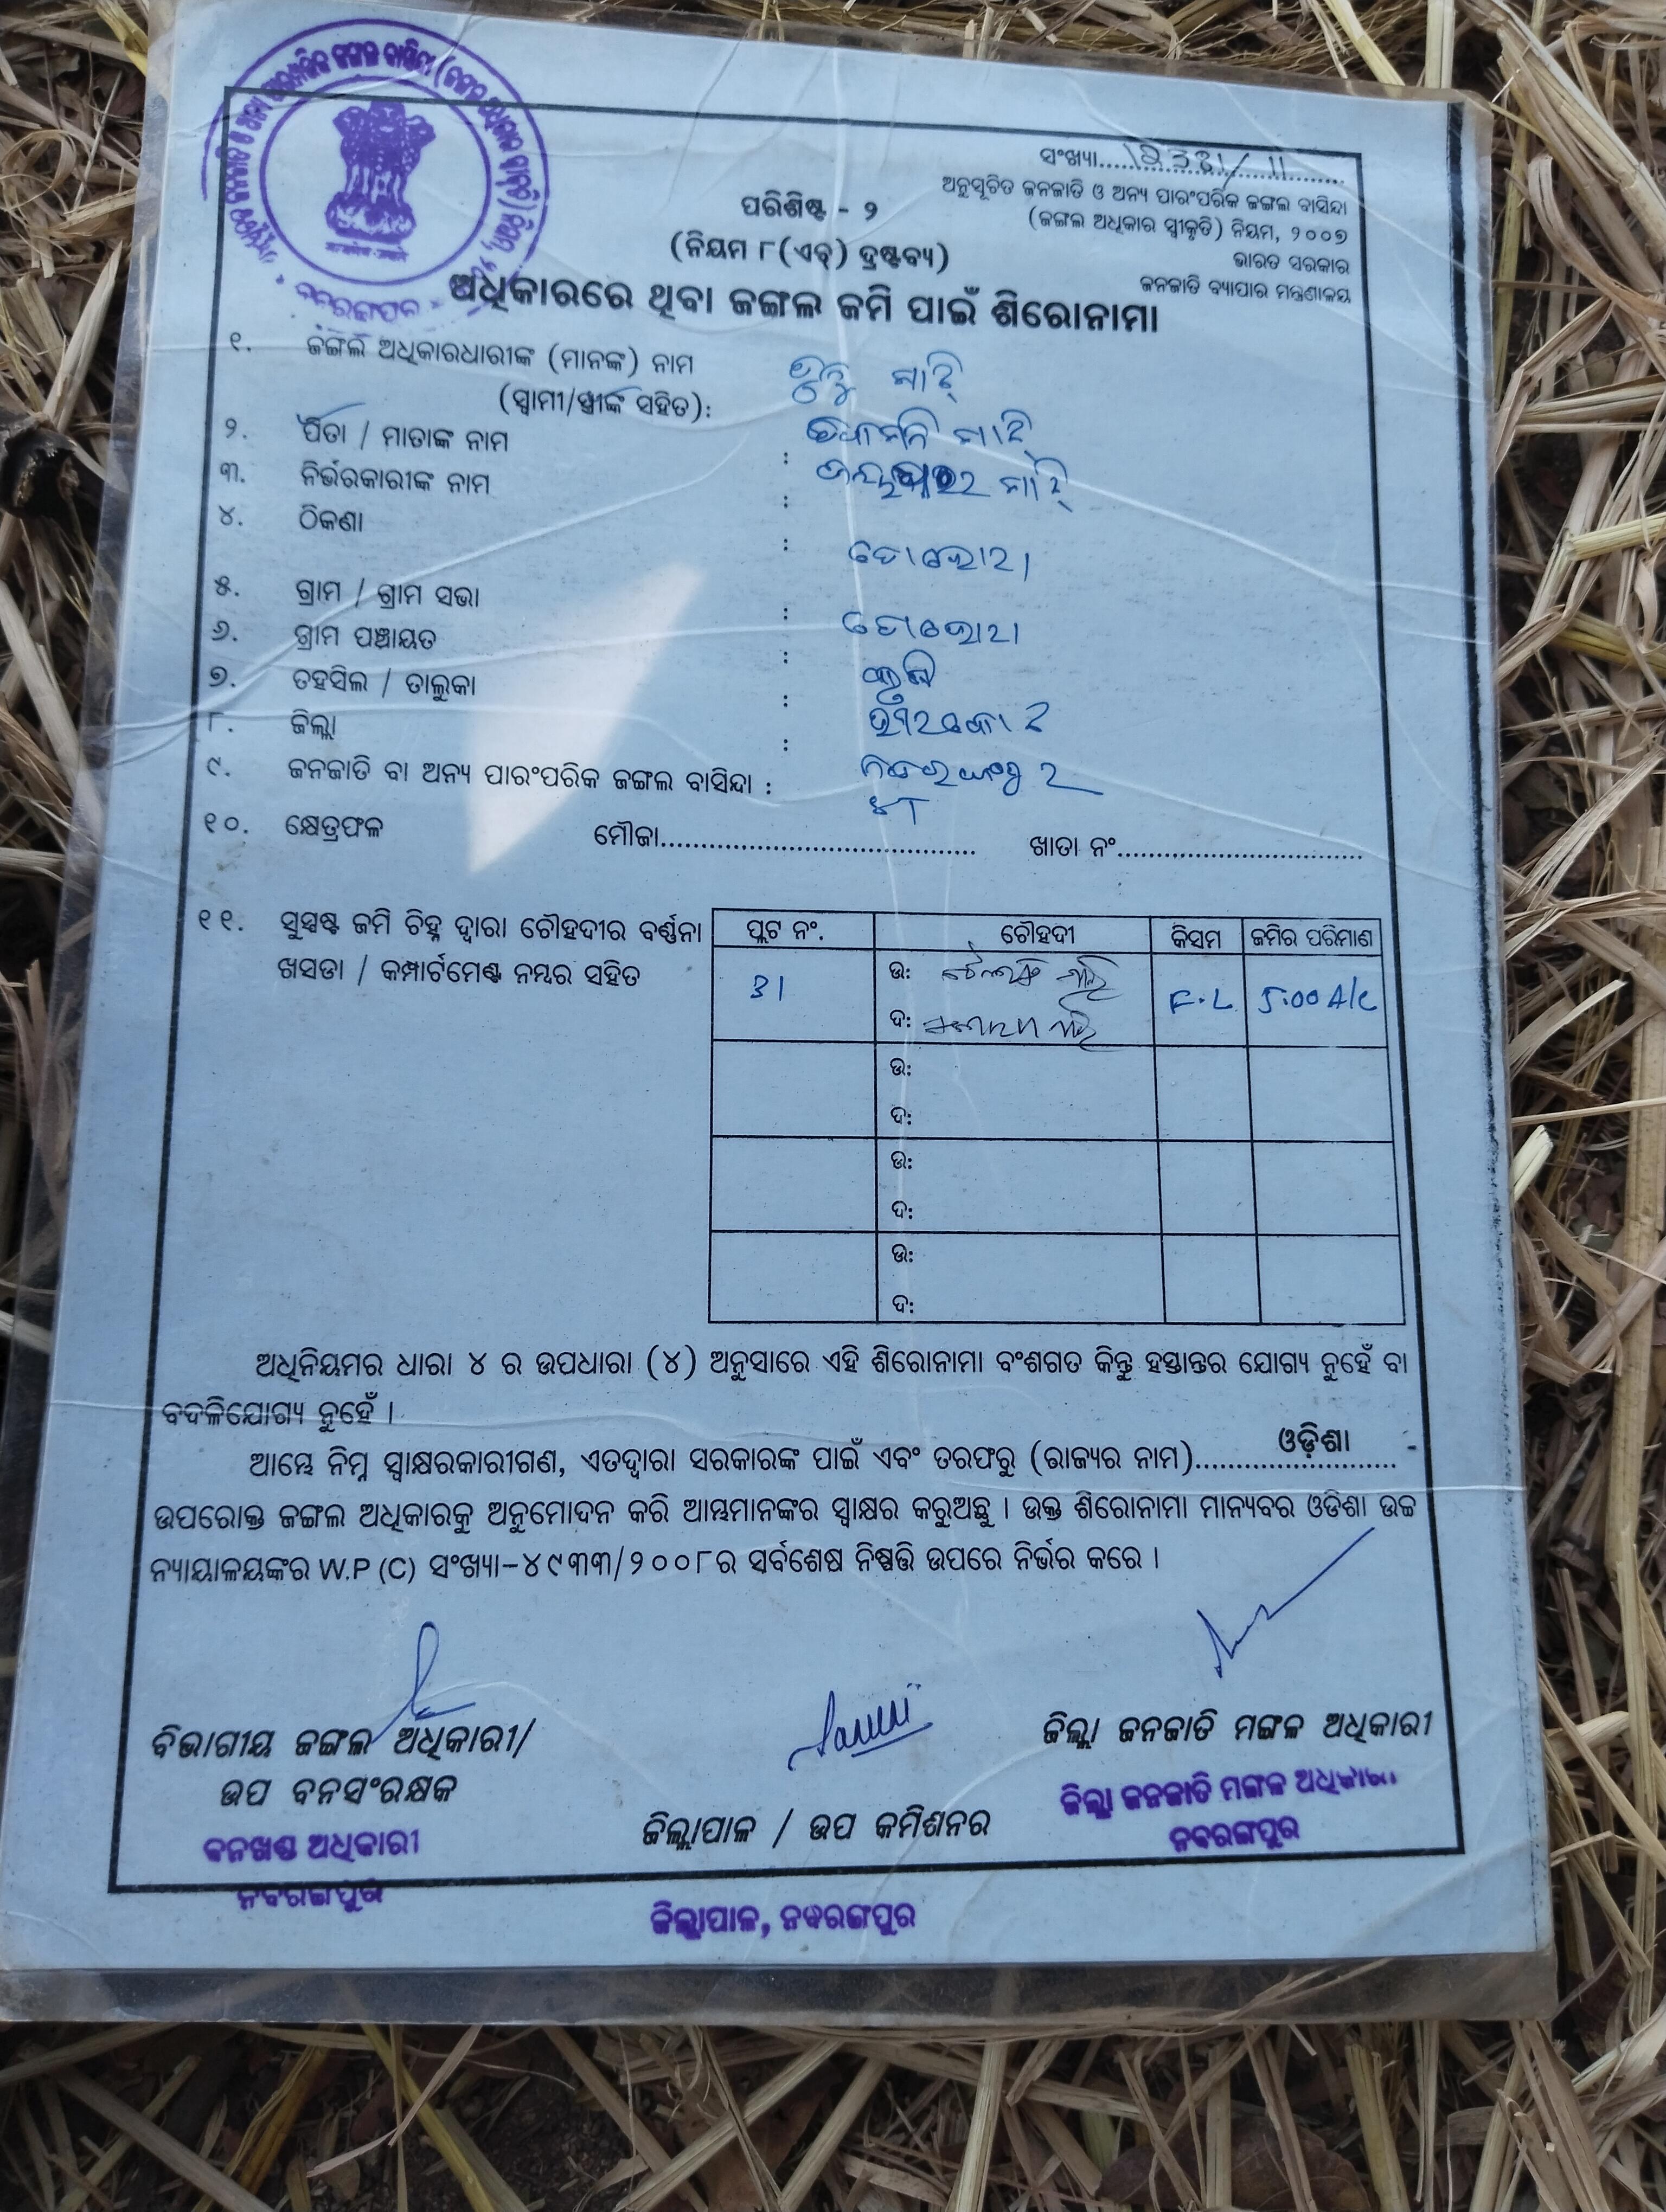 ସଂଖ୍ୟା
ଅନୁସୂଚିତ ଜନଜାତି ଓ ଅନ୍ୟ ପାରଂପରିକ ଜଙ୍ଗଲ ବାସିନ୍ଦା
(ଜଙ୍ଗଲ ଅଧିକାର ସ୍ୱୀକୃତି) ନିୟମ, ୨୦୦୭
ଭାରତ ସରକାର
ଜନଜାତି ବ୍ୟାପାର ମନ୍ତ୍ରଣାଳୟ
ପରିଶିଷ୍ଟ - ୨
(ନିୟମ ୮(ଏଚ୍) ଦ୍ରଷ୍ଟବ୍ୟ)
ଅଧିକାରରେ ଥିବା ଜଙ୍ଗଲ ଜମି ପାଇଁ ଶିରୋନାମା
୧. ଜଙ୍ଗଲ ଅଧିକାରଧାରୀଙ୍କ (ମାନଙ୍କ) ନାମ
(ସ୍ୱାମୀ/ସ୍ତ୍ରୀଙ୍କ ସହିତ):
୨. ପିତା / ମାତାଙ୍କ ନାମ :
୩. ନିର୍ଭରକାରୀଙ୍କ ନାମ :
୪. ଠିକଣା :
୫. ଗ୍ରାମ / ଗ୍ରାମ ସଭା :
୬. ଗ୍ରାମ ପଞ୍ଚାୟତ :
୭. ତହସିଲ / ତାଲୁକା :
୮. ଜିଲ୍ଲା :
୯. ଜନଜାତି ବା ଅନ୍ୟ ପାରଂପରିକ ଜଙ୍ଗଲ ବାସିନ୍ଦା : ST
୧୦. କ୍ଷେତ୍ରଫଳ ମୌଜା........ ଖାତା ନଂ........
୧୧. ସୁସ୍ପଷ୍ଟ ଜମି ଚିହ୍ନ ଦ୍ୱାରା ଚୌହଦୀର ବର୍ଣ୍ଣନା
ଖସଡା / କମ୍ପାର୍ଟମେଣ୍ଟ ନମ୍ବର ସହିତ
ପ୍ଲଟ ନଂ. ଚୌହଦୀ କିସମ ଜମିର ପରିମାଣ
31 ଉ: F.L 5.00 A/c
ଦ:
ଉ:
ଦ:
ଉ:
ଦ:
ଉ:
ଦ:
ଅଧିନିୟମର ଧାରା ୪ ର ଉପଧାରା (୪) ଅନୁସାରେ ଏହି ଶିରୋନାମା ବଂଶଗତ କିନ୍ତୁ ହସ୍ତାନ୍ତର ଯୋଗ୍ୟ ନୁହେଁ ବା
ବଦଳିଯୋଗ୍ୟ ନୁହେଁ ।
ଆମ୍ଭେ ନିମ୍ନ ସ୍ୱାକ୍ଷରକାରୀଗଣ, ଏତଦ୍ୱାରା ସରକାରଙ୍କ ପାଇଁ ଏବଂ ତରଫରୁ (ରାଜ୍ୟର ନାମ) ଓଡ଼ିଶା
ଉପରୋକ୍ତ ଜଙ୍ଗଲ ଅଧିକାରକୁ ଅନୁମୋଦନ କରି ଆମ୍ଭମାନଙ୍କର ସ୍ୱାକ୍ଷର କରୁଅଛୁ । ଉକ୍ତ ଶିରୋନାମା ମାନ୍ୟବର ଓଡିଶା ଉଚ୍ଚ
ନ୍ୟାୟାଳୟଙ୍କର W.P (C) ସଂଖ୍ୟା–୪୯୩୩/୨୦୦୮ର ସର୍ବଶେଷ ନିଷ୍ପତ୍ତି ଉପରେ ନିର୍ଭର କରେ ।
ବିଭାଗୀୟ ଜଙ୍ଗଲ ଅଧିକାରୀ/
ଉପ ବନସଂରକ୍ଷକ
ବନଖଣ୍ଡ ଅଧିକାରୀ
ନବରଙ୍ଗପୁର
ଜିଲ୍ଲାପାଳ / ଉପ କମିଶନର
ଜିଲ୍ଲାପାଳ, ନବରଙ୍ଗପୁର
ଜିଲ୍ଲା ଜନଜାତି ମଙ୍ଗଳ ଅଧିକାରୀ
ଜିଲ୍ଲା ଜନଜାତି ମଙ୍ଗଳ ଅଧିକାରୀ
ନବରଙ୍ଗପୁର